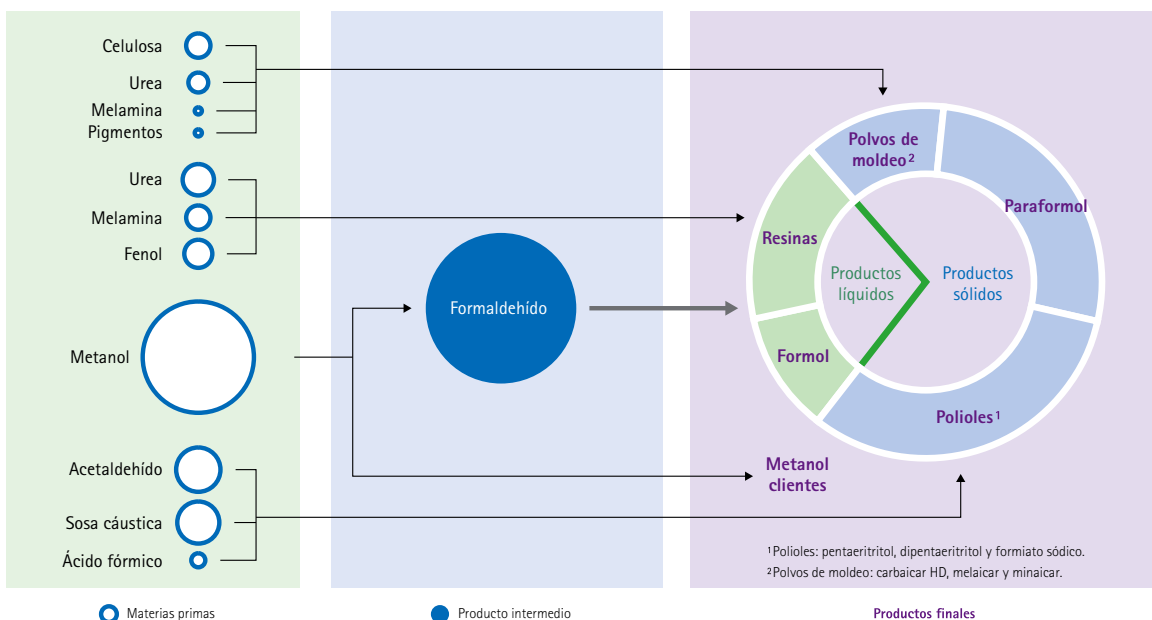 Celulosa
Urea
Melamina
Pigmentos
Urea
Melamina
Fenol
Metanol
Acetaldehído
Sosa cáustica
Ácido fórmico
Formaldehído
Polvos de
moldeo²
Paraformol
Resinas
Productos
líquidos
Productos
sólidos
Formol
Polioles¹
Metanol
clientes
¹Polioles: pentaeritritol, dipentaeritritol y formiato sódico.
²Polvos de moldeo: carbaicar HD, melaicar y minaicar.
Materias primas
Producto intermedio
Productos finales